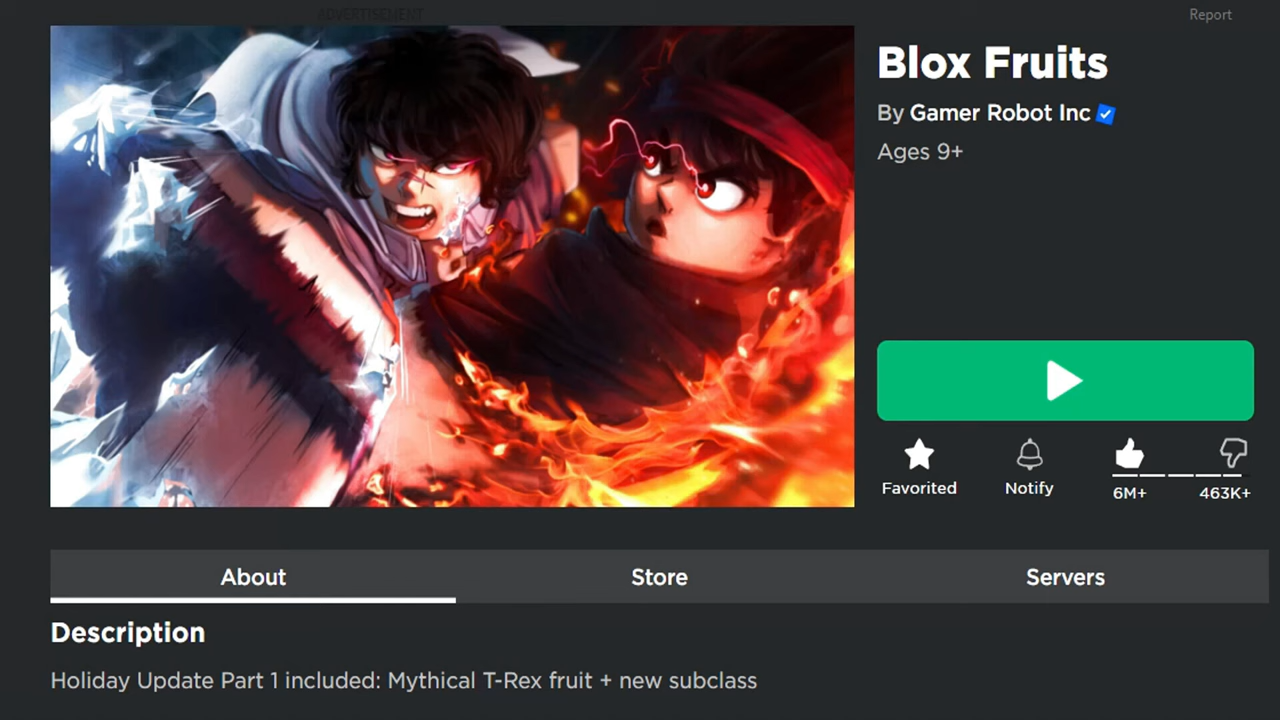 ADVERTISEMENT
Report
Blox Fruits
By Gamer Robot Inc
Ages 9+
Favorited
Notify
6M+
463K+
About
Store
Servers
Description
Holiday Update Part 1 included: Mythical T-Rex fruit + new subclass